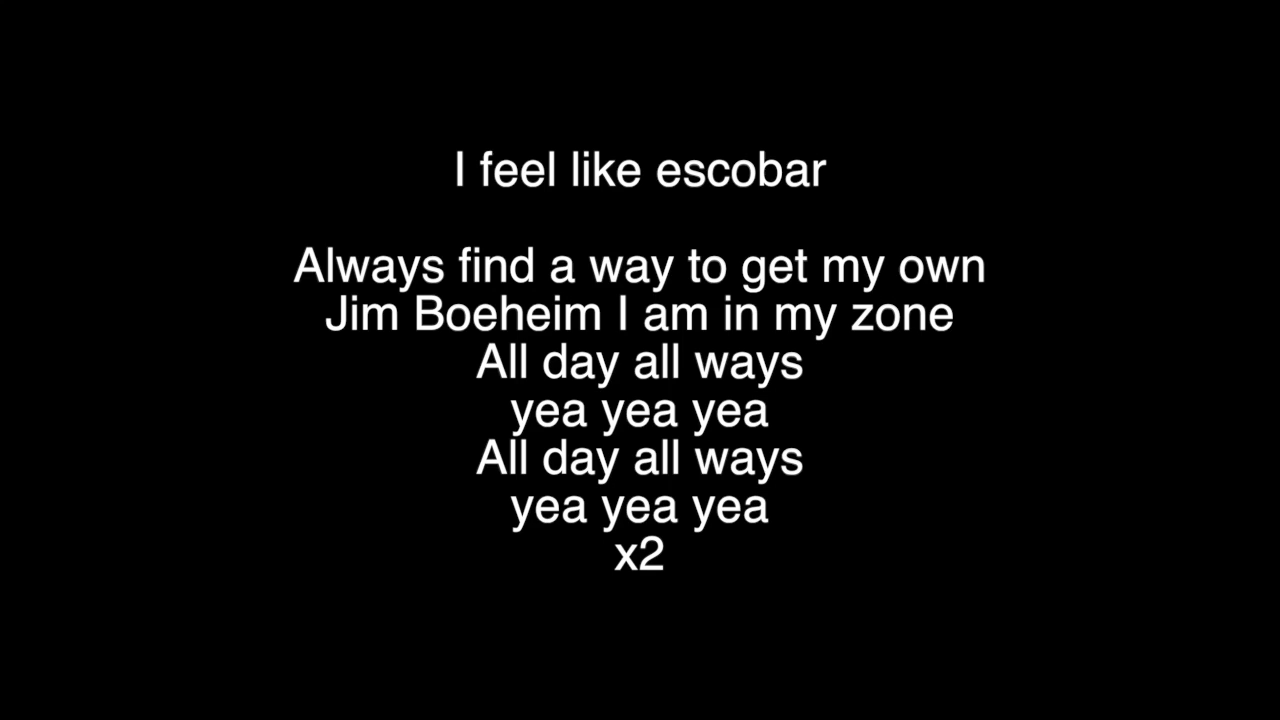 I feel like escobar
Always find a way to get my own
Jim Boeheim I am in my zone
All day all ways
yea yea yea
All day all ways
yea yea yea
x2